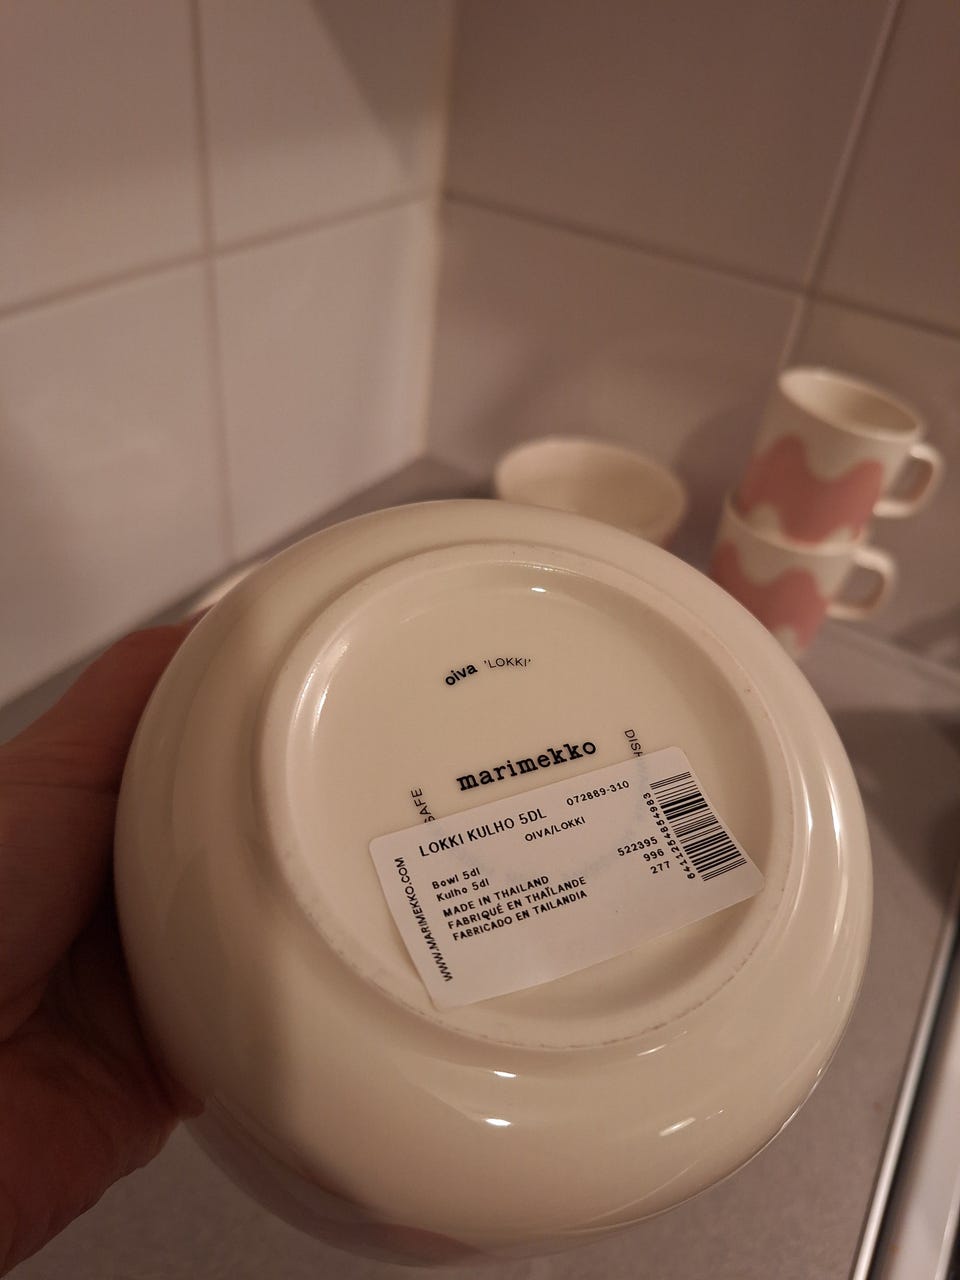 oiva 'LOKKI'
marimekko
SAFE
DISH
LOKKI KULHO 5DL
072889-310
OIVA/LOKKI
Bowl 5dl
Kulho 5dl
522395
996
277
MADE IN THAILAND
FABRIQUÉ EN THAÏLANDE
FABRICADO EN TAILANDIA
WWW.MARIMEKKO.COM
6411254854983